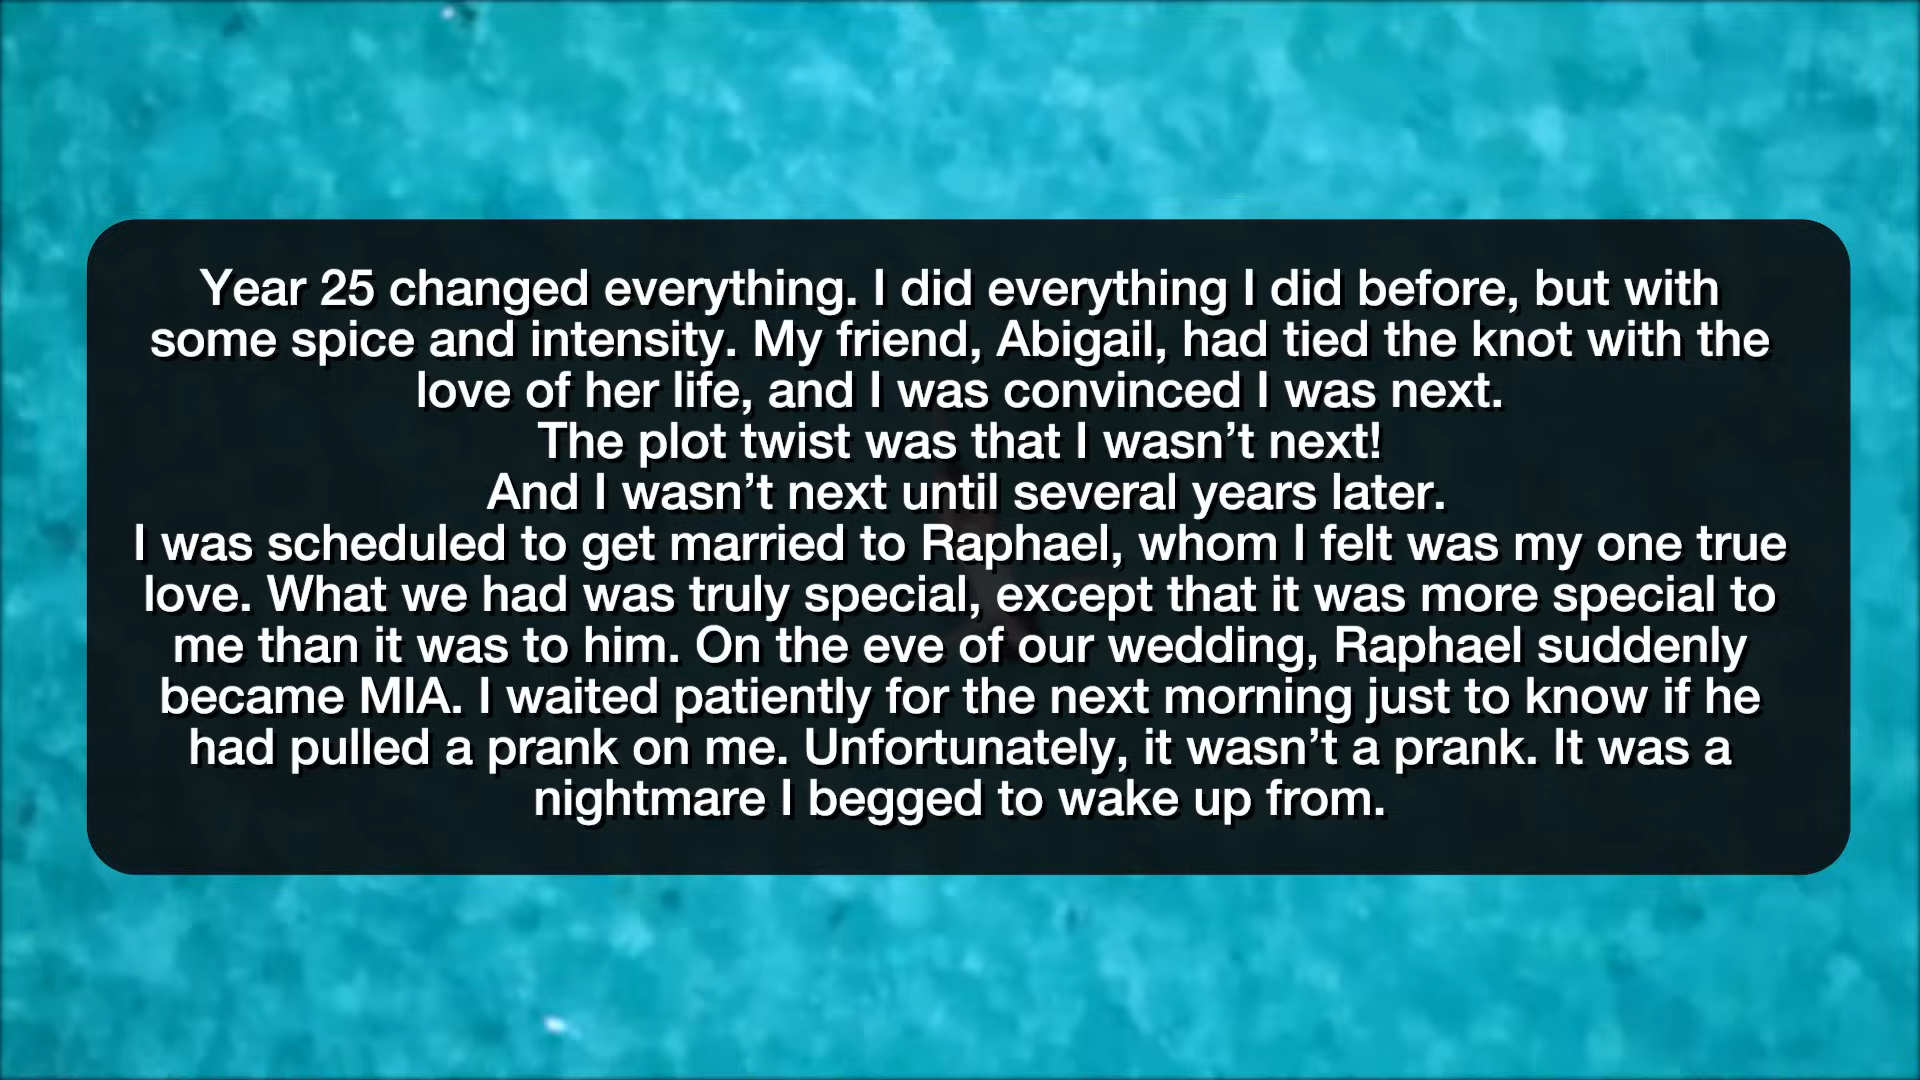 Year 25 changed everything. I did everything I did before, but with
some spice and intensity. My friend, Abigail, had tied the knot with the
love of her life, and I was convinced I was next.
The plot twist was that I wasn’t next!
And I wasn’t next until several years later.
I was scheduled to get married to Raphael, whom I felt was my one true
love. What we had was truly special, except that it was more special to
me than it was to him. On the eve of our wedding, Raphael suddenly
became MIA. I waited patiently for the next morning just to know if he
had pulled a prank on me. Unfortunately, it wasn’t a prank. It was a
nightmare I begged to wake up from.